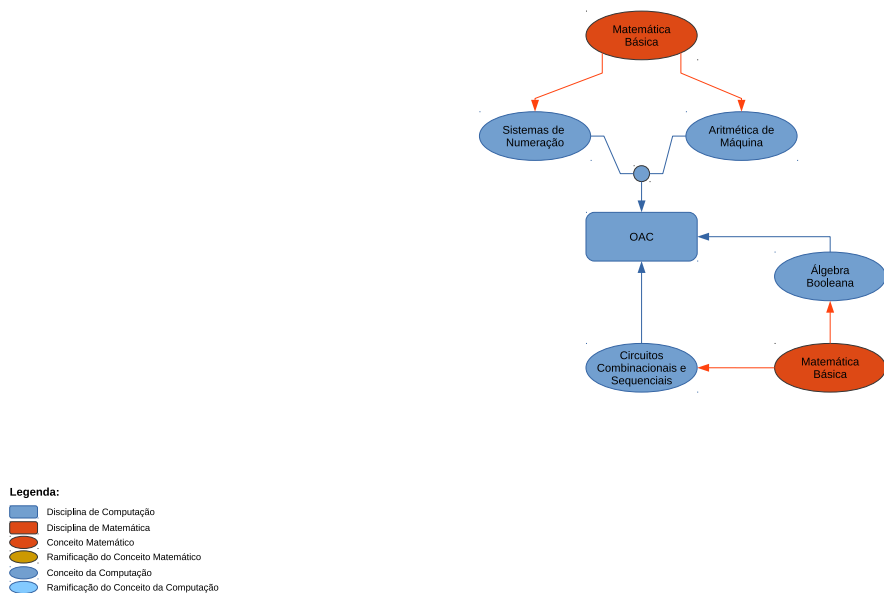 Matemática
Básica
Sistemas de
Numeração
Aritmética de
Máquina
OAC
Álgebra
Booleana
Circuitos
Combinacionais e
Sequenciais
Matemática
Básica
Legenda:
Disciplina de Computação
Disciplina de Matemática
Conceito Matemático
Ramificação do Conceito Matemático
Conceito da Computação
Ramificação do Conceito da Computação